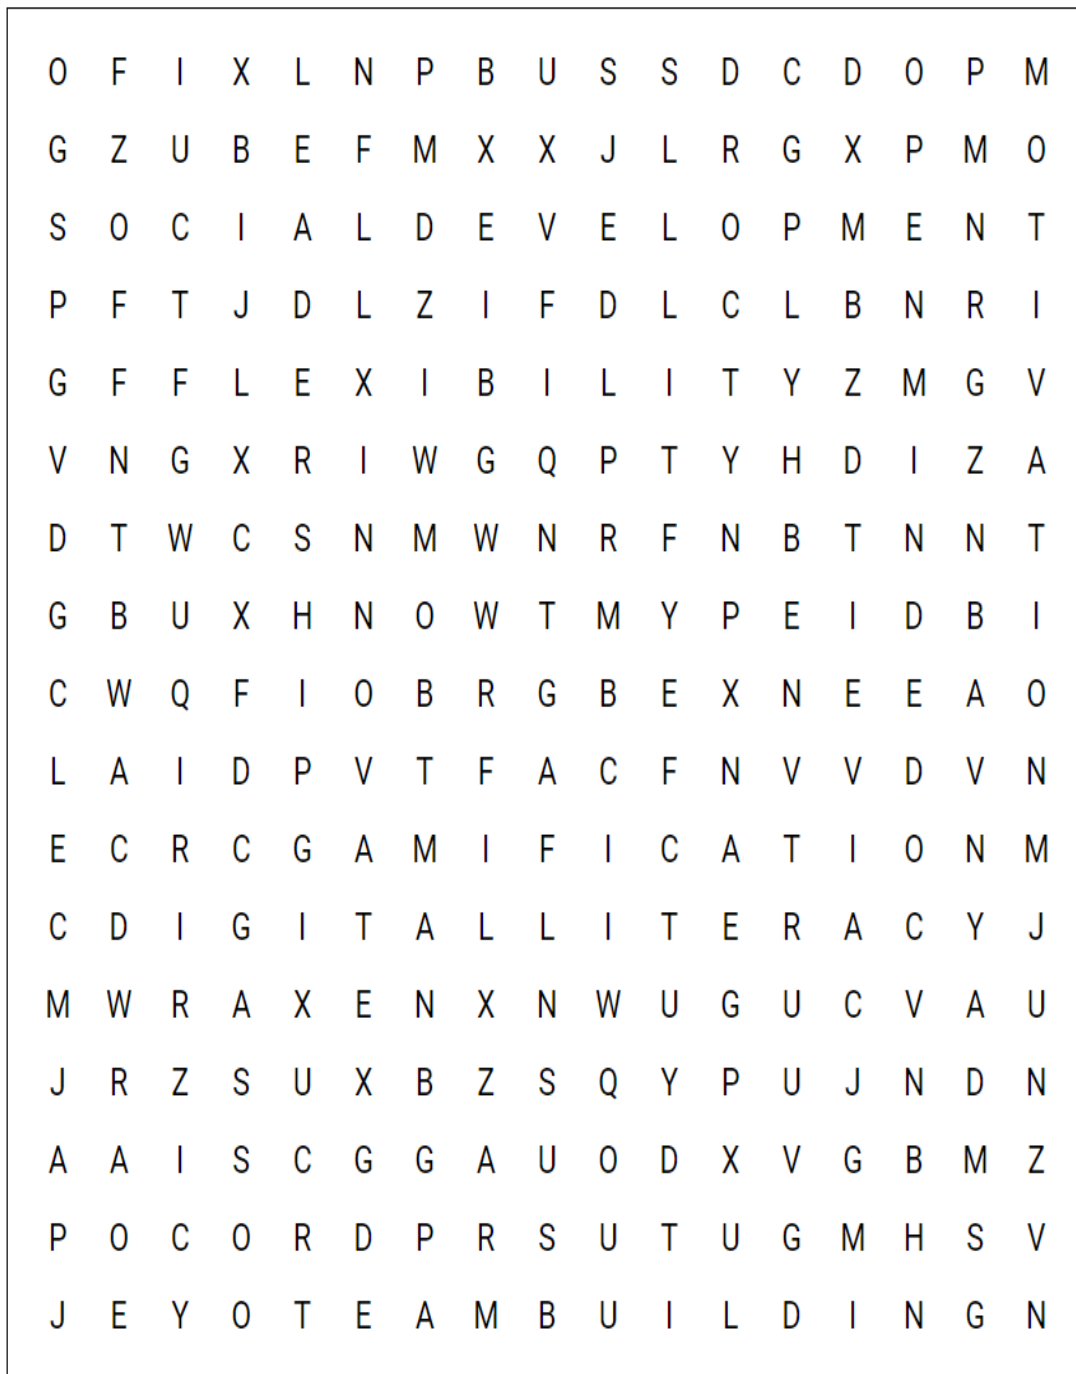 O F I X L N P B U S S D C D O P M
G Z U B E F M X X J L R G X P M O
S O C I A L D E V E L O P M E N T
P F T J D L Z I F D L C L B N R I
G F F L E X I B I L I T Y Z M G V
V N G X R I W G Q P T Y H D I Z A
D T W C S N M W N R F N B T N N T
G B U X H N O W T M Y P E I D B I
C W Q F I O B R G B E X N E E A O
L A I D P V T F A C F N V V D V N
E C R C G A M I F I C A T I O N M
C D I G I T A L L I T E R A C Y J
M W R A X E N X N W U G U C V A U
J R Z S U X B Z S Q Y P U J N D N
A A I S C G G A U O D X V G B M Z
P O C O R D P R S U T U G M H S V
J E Y O T E A M B U I L D I N G N